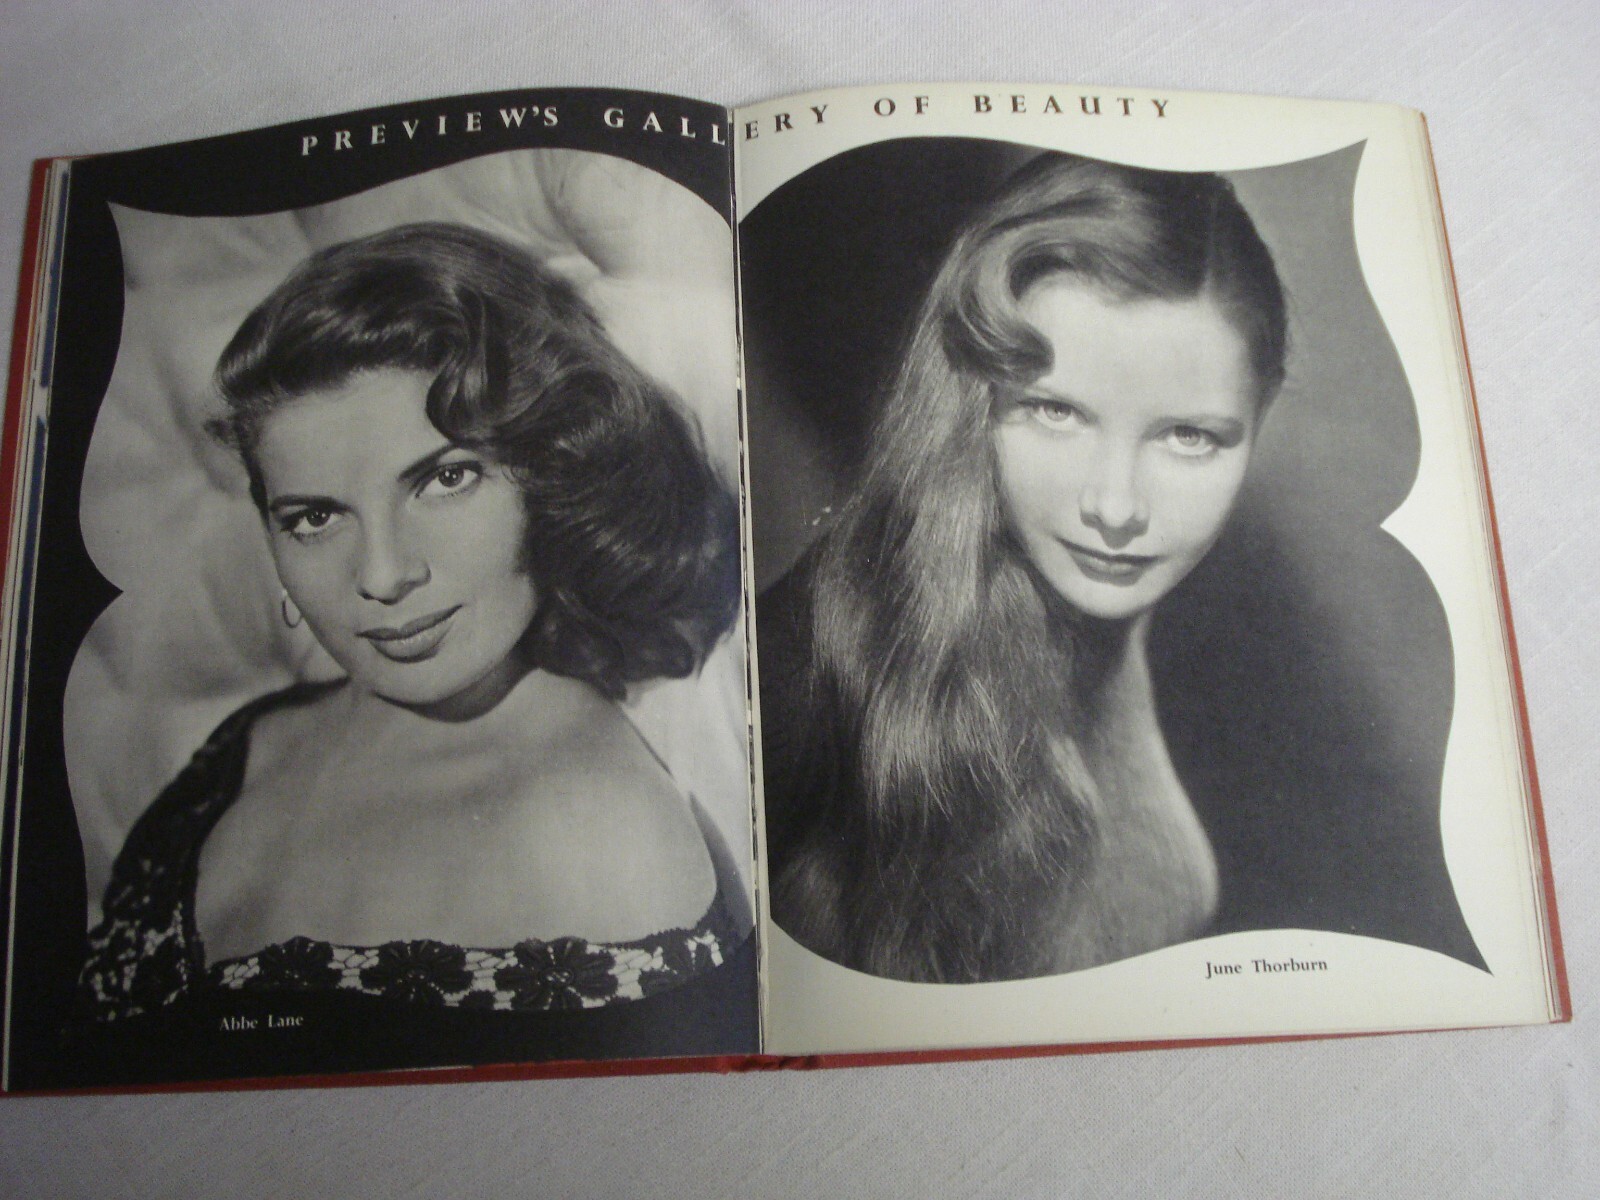 PREVIEW'S GALLERY OF BEAUTY
Abbe Lane
June Thorburn